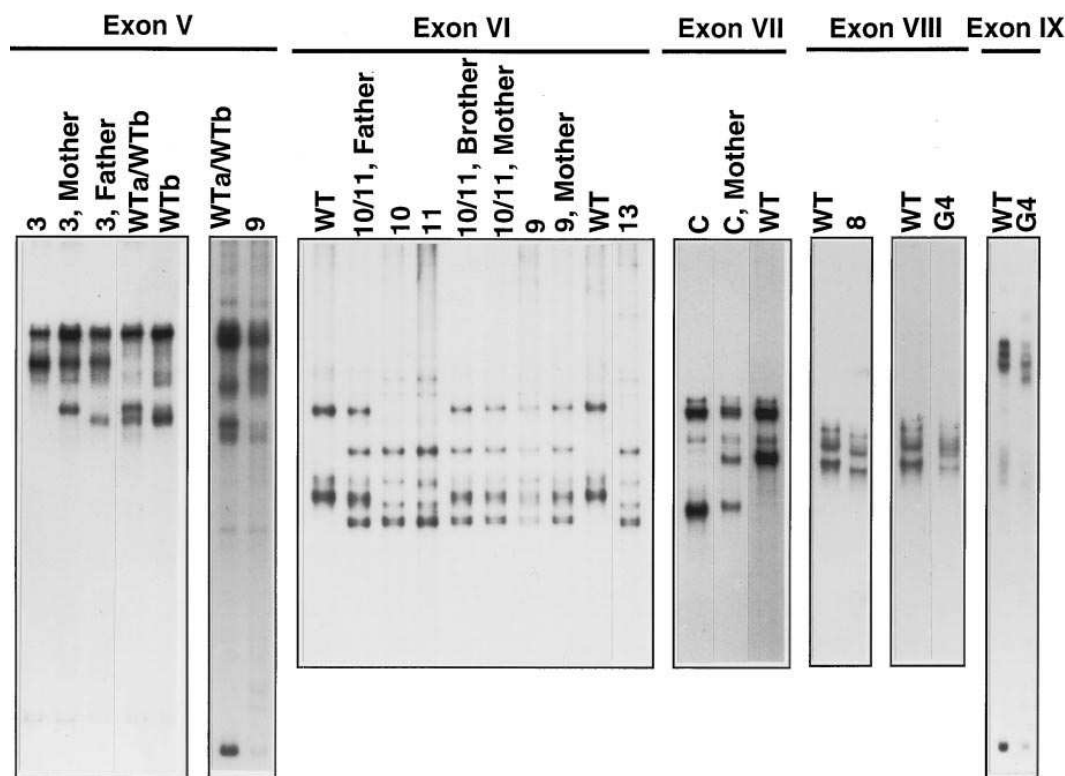 Exon V
Exon VI
Exon VII
Exon VIII
Exon IX
3
3, Mother
3, Father
WTa/WTb
WTb
WTa/WTb
9
WT
10/11, Father
10
11
10/11, Brother
10/11, Mother
9
9, Mother
WT
13
C
C, Mother
WT
WT
8
WT
G4
WT
G4